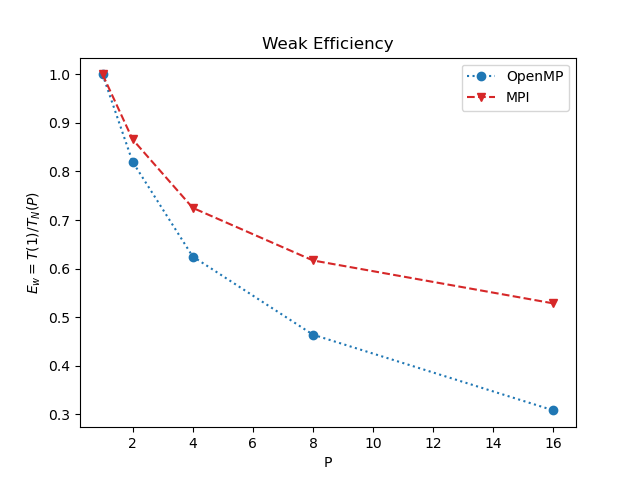 Weak Efficiency
OpenMP
MPI
E_w = T(1)/T_N(P)
1.0
0.9
0.8
0.7
0.6
0.5
0.4
0.3
2 4 6 8 10 12 14 16
P